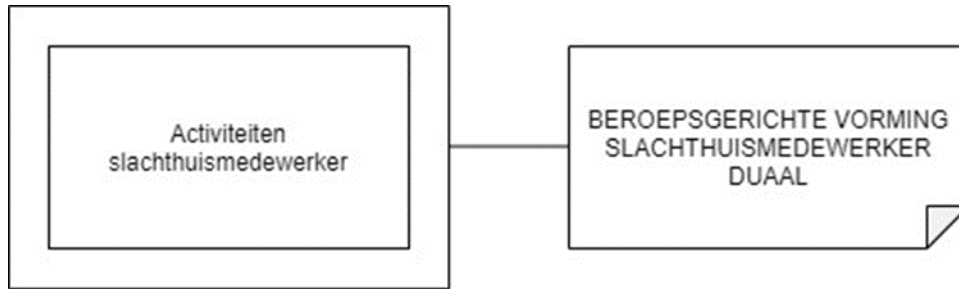 Activiteiten
slachthuismedewerker
BEROEPSGERICHTE VORMING
SLACHTHUISMEDEWERKER
DUAAL